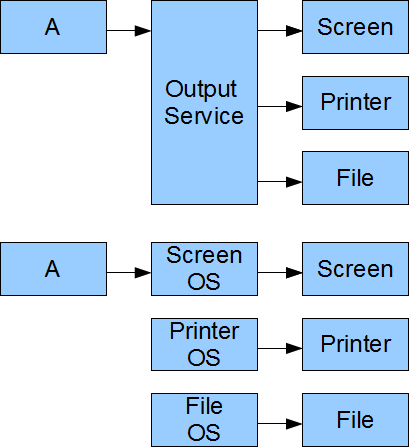 A
Output
Service
Screen
Printer
File
A
Screen
OS
Screen
Printer
OS
Printer
File
OS
File